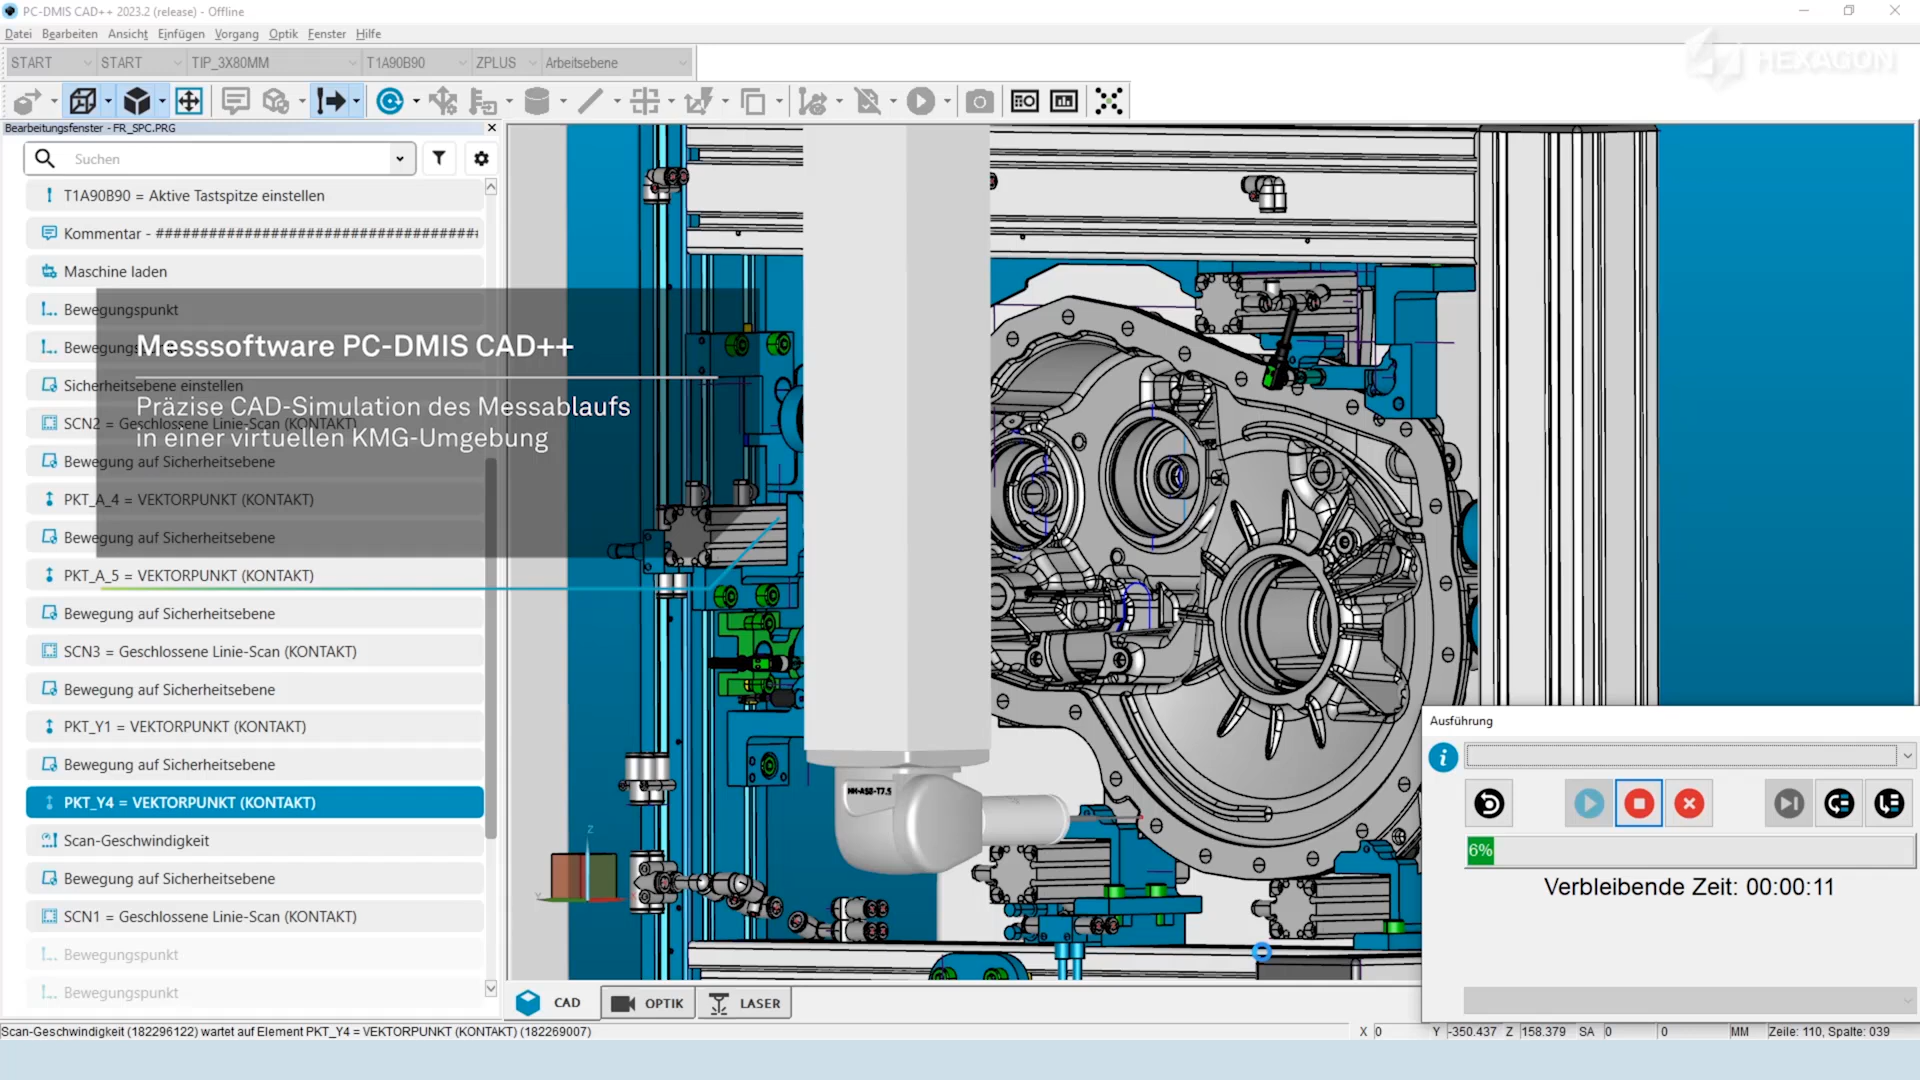 PC-DMIS CAD++ 2023.2 (release) - Offline
HEXAGON
Datei Bearbeiten Ansicht Einfügen Vorgang Optik Fenster Hilfe
START START TIP_3X80MM T1A90B90 ZPLUS Arbeitsebene
Bearbeitungsfenster - FR_SPC.PRG
Suchen
T1A90B90 = Aktive Tastspitze einstellen
Kommentar - ####################################
Maschine laden
Bewegungspunkt
Messsoftware PC-DMIS CAD++
Sicherheitsebene einstellen
Präzise CAD-Simulation des Messablaufs
SCN2 = Geschlossene Linie-Scan (KONTAKT)
in einer virtuellen KMG-Umgebung
Bewegung auf Sicherheitsebene
PKT_A_4 = VEKTORPUNKT (KONTAKT)
Bewegung auf Sicherheitsebene
PKT_A_5 = VEKTORPUNKT (KONTAKT)
Bewegung auf Sicherheitsebene
SCN3 = Geschlossene Linie-Scan (KONTAKT)
Bewegung auf Sicherheitsebene
PKT_Y1 = VEKTORPUNKT (KONTAKT)
Bewegung auf Sicherheitsebene
PKT_Y4 = VEKTORPUNKT (KONTAKT)
Scan-Geschwindigkeit
Bewegung auf Sicherheitsebene
SCN1 = Geschlossene Linie-Scan (KONTAKT)
Bewegungspunkt
Bewegungspunkt
NH-AS8-T7.5
Z
Y
Ausführung
6%
Verbleibende Zeit: 00:00:11
CAD OPTIK LASER
Scan-Geschwindigkeit (182296122) wartet auf Element PKT_Y4 = VEKTORPUNKT (KONTAKT) (182269007)
X 0 Y -350.437 Z 158.379 SA 0 0 MM Zeile: 110, Spalte: 039